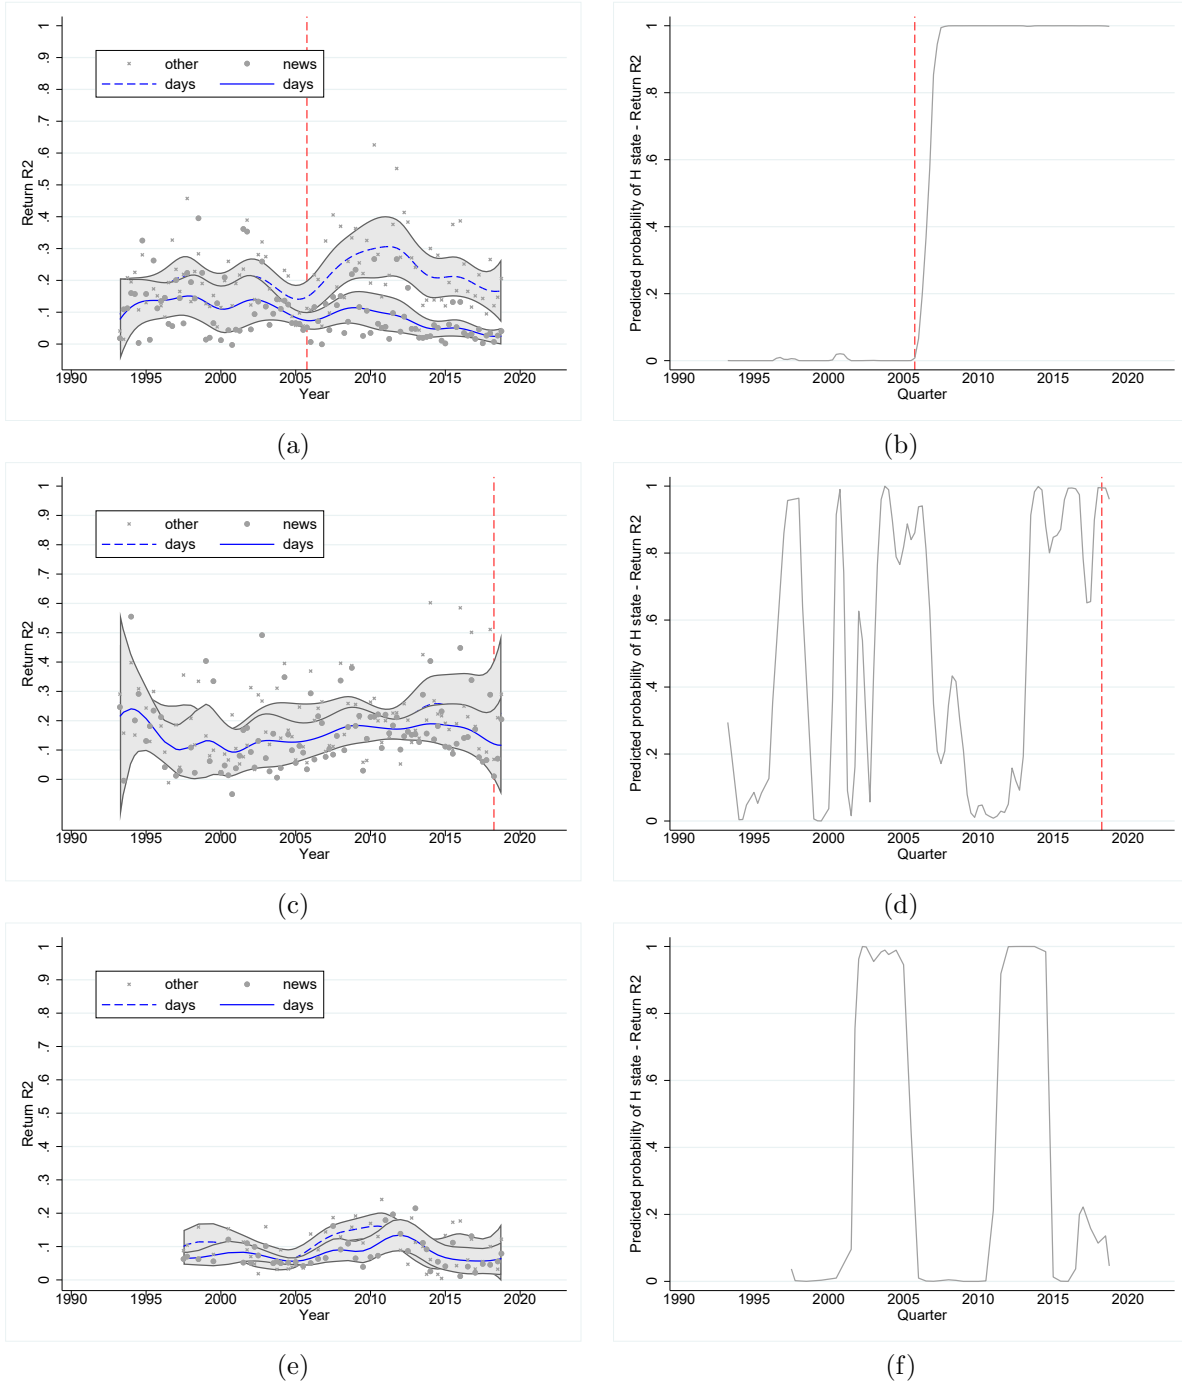 1
.9
.8
.7
.6
.5
.4
.3
.2
.1
0
Return R2
other news
days days
1990 1995 2000 2005 2010 2015 2020
Year
(a)
1
.8
.6
.4
.2
0
Predicted probability of H state - Return R2
1990 1995 2000 2005 2010 2015 2020
Quarter
(b)
1
.9
.8
.7
.6
.5
.4
.3
.2
.1
0
Return R2
other news
days days
1990 1995 2000 2005 2010 2015 2020
Year
(c)
1
.8
.6
.4
.2
0
Predicted probability of H state - Return R2
1990 1995 2000 2005 2010 2015 2020
Quarter
(d)
1
.9
.8
.7
.6
.5
.4
.3
.2
.1
0
Return R2
other news
days days
1990 1995 2000 2005 2010 2015 2020
Year
(e)
1
.8
.6
.4
.2
0
Predicted probability of H state - Return R2
1990 1995 2000 2005 2010 2015 2020
Quarter
(f)